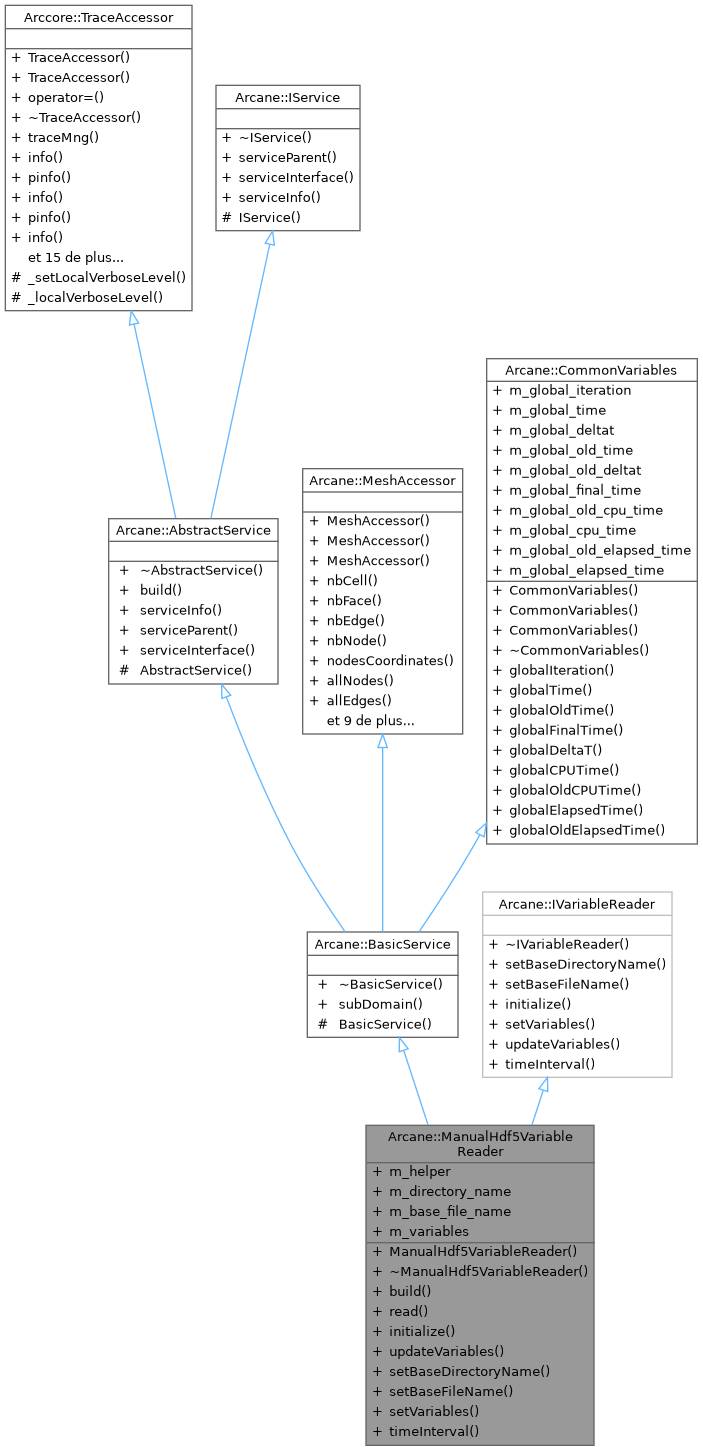 Arccore::TraceAccessor
+ TraceAccessor()
+ TraceAccessor()
+ operator=()
+ ~TraceAccessor()
+ traceMng()
+ info()
+ pinfo()
+ info()
+ pinfo()
+ info()
et 15 de plus...
# _setLocalVerboseLevel()
# _localVerboseLevel()
Arcane::IService
+ ~IService()
+ serviceParent()
+ serviceInterface()
+ serviceInfo()
# IService()
Arcane::AbstractService
+ ~AbstractService()
+ build()
+ serviceInfo()
+ serviceParent()
+ serviceInterface()
# AbstractService()
Arcane::MeshAccessor
+ MeshAccessor()
+ MeshAccessor()
+ MeshAccessor()
+ nbCell()
+ nbFace()
+ nbEdge()
+ nbNode()
+ nodesCoordinates()
+ allNodes()
+ allEdges()
et 9 de plus...
Arcane::CommonVariables
+ m_global_iteration
+ m_global_time
+ m_global_deltat
+ m_global_old_time
+ m_global_old_deltat
+ m_global_final_time
+ m_global_old_cpu_time
+ m_global_cpu_time
+ m_global_old_elapsed_time
+ m_global_elapsed_time
+ CommonVariables()
+ CommonVariables()
+ CommonVariables()
+ ~CommonVariables()
+ globalIteration()
+ globalTime()
+ globalOldTime()
+ globalFinalTime()
+ globalDeltaT()
+ globalCPUTime()
+ globalOldCPUTime()
+ globalElapsedTime()
+ globalOldElapsedTime()
Arcane::BasicService
+ ~BasicService()
+ subDomain()
# BasicService()
Arcane::IVariableReader
+ ~IVariableReader()
+ setBaseDirectoryName()
+ setBaseFileName()
+ initialize()
+ setVariables()
+ updateVariables()
+ timeInterval()
Arcane::ManualHdf5Variable
Reader
+ m_helper
+ m_directory_name
+ m_base_file_name
+ m_variables
+ ManualHdf5VariableReader()
+ ~ManualHdf5VariableReader()
+ build()
+ read()
+ initialize()
+ updateVariables()
+ setBaseDirectoryName()
+ setBaseFileName()
+ setVariables()
+ timeInterval()